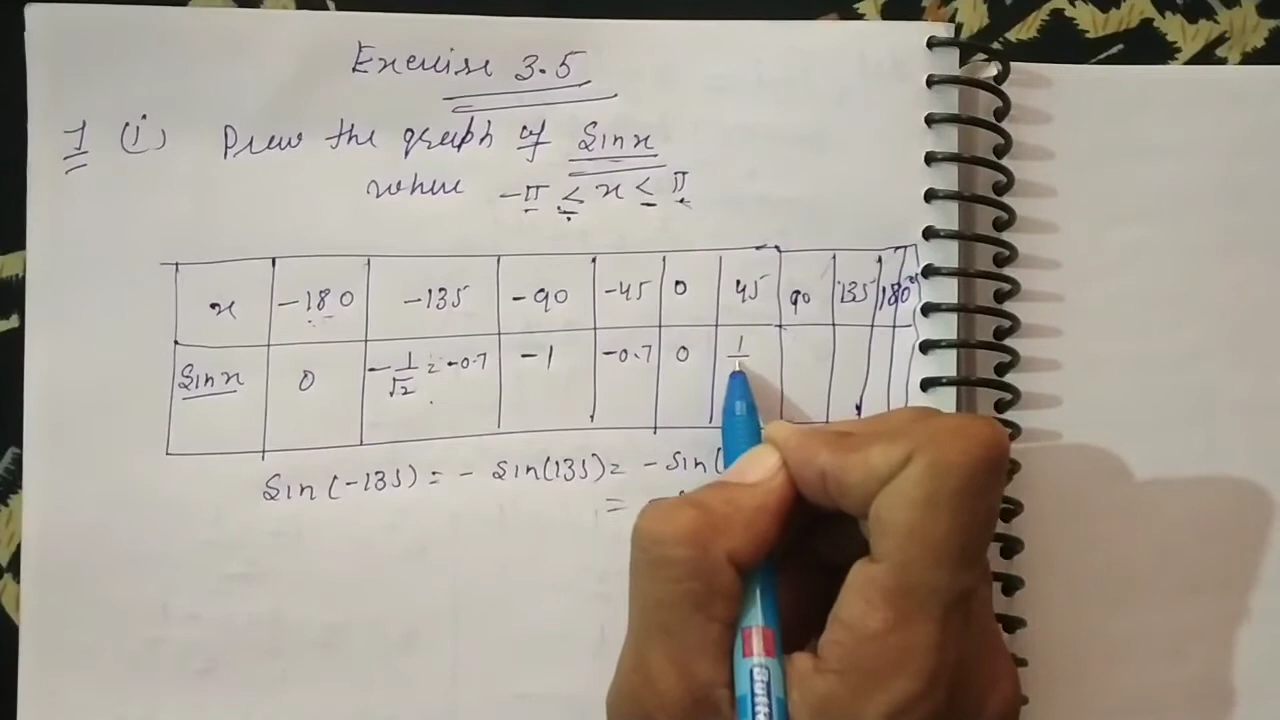 Exercise 3.5
1 (i) Draw the graph of Sinx
where -π ≤ x ≤ π
x -180 -135 -90 -45 0 45 90 135 180°
Sinx 0 -1/√2 = -0.7 -1 -0.7 0 1
Sin(-135) = - Sin(135) = - Sin(
=